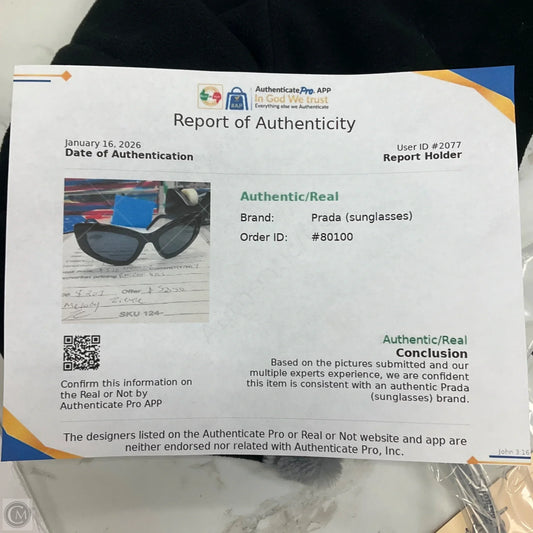 AuthenticatePro. APP
In God We trust
Everything else we Authenticate
Report of Authenticity
January 16, 2026
Date of Authentication
User ID #2077
Report Holder
Authentic/Real
Brand: Prada (sunglasses)
Order ID: #80100
Offer $
SKU 124-
Authentic/Real
Conclusion
Based on the pictures submitted and our
multiple experts experience, we are confident
this item is consistent with an authentic Prada
(sunglasses) brand.
Confirm this information on
the Real or Not by
Authenticate Pro APP
The designers listed on the Authenticate Pro or Real or Not website and app are
neither endorsed nor related with Authenticate Pro, Inc.
John 3:16